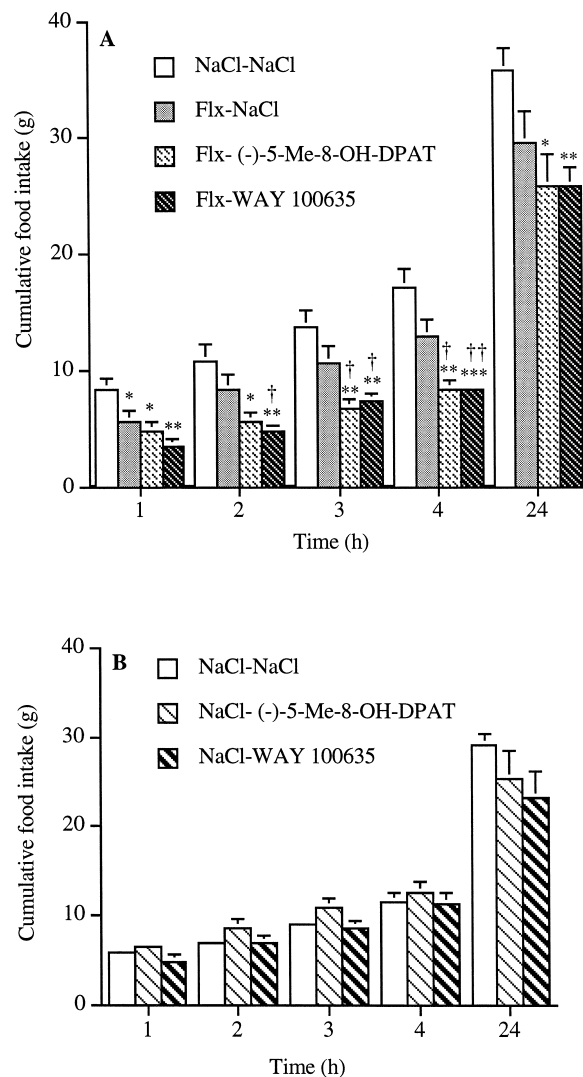 40
A
NaCl-NaCl
Flx-NaCl
Flx- (-)-5-Me-8-OH-DPAT
Flx-WAY 100635
30
20
10
0
Cumulative food intake (g)
* * **
* † **
† ** † **
† ** †† ***
* **
1 2 3 4 24
Time (h)
40
B
NaCl-NaCl
NaCl- (-)-5-Me-8-OH-DPAT
NaCl-WAY 100635
30
20
10
0
Cumulative food intake (g)
1 2 3 4 24
Time (h)